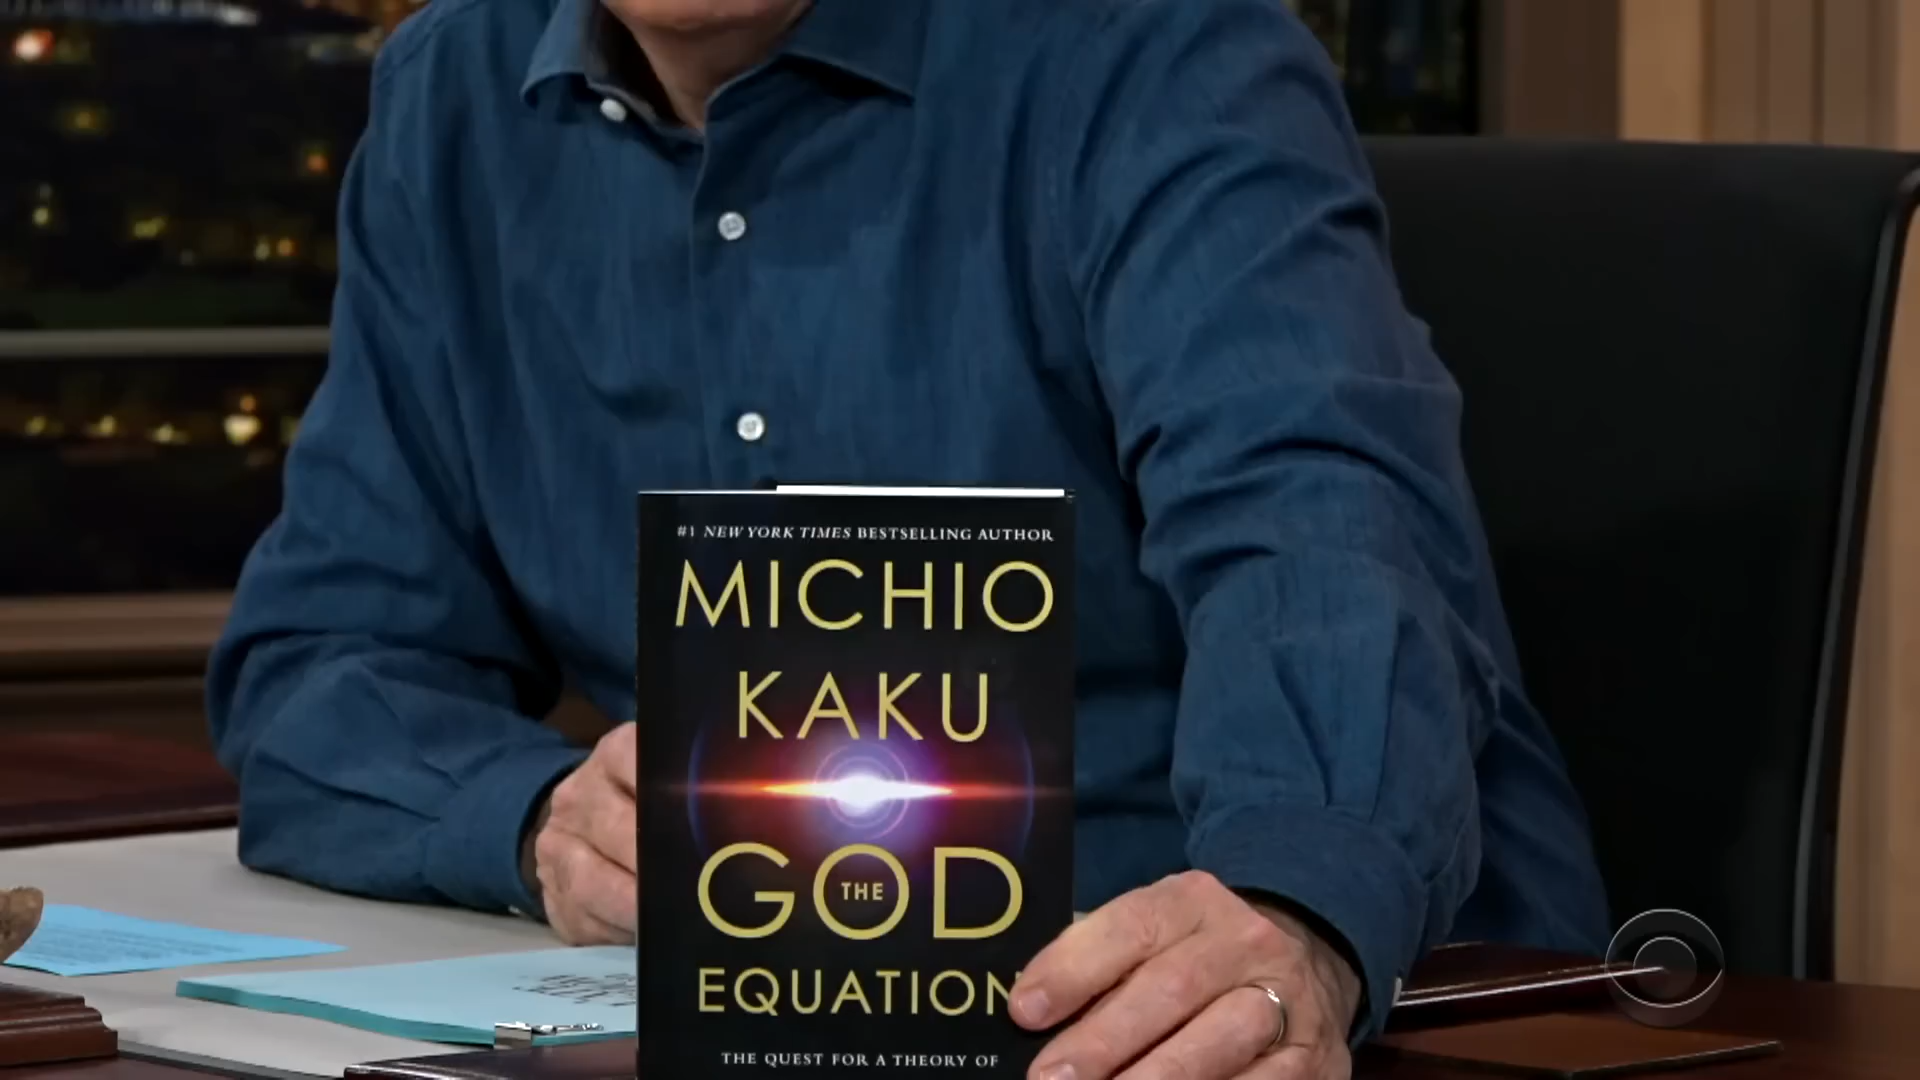 #1 NEW YORK TIMES BESTSELLING AUTHOR
MICHIO
KAKU
THE
GOD
EQUATION
THE QUEST FOR A THEORY OF